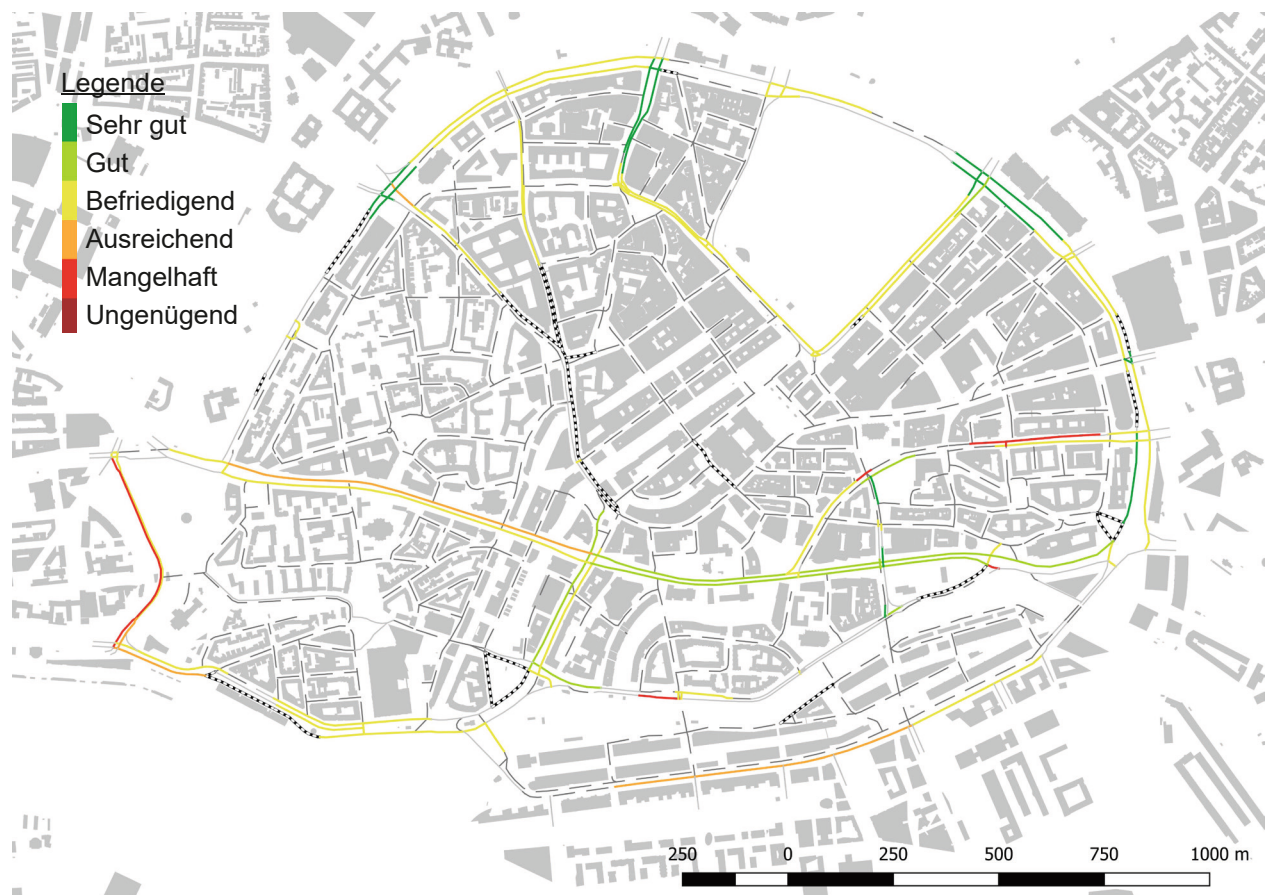 Legende
Sehr gut
Gut
Befriedigend
Ausreichend
Mangelhaft
Ungenügend
250 0 250 500 750 1000 m